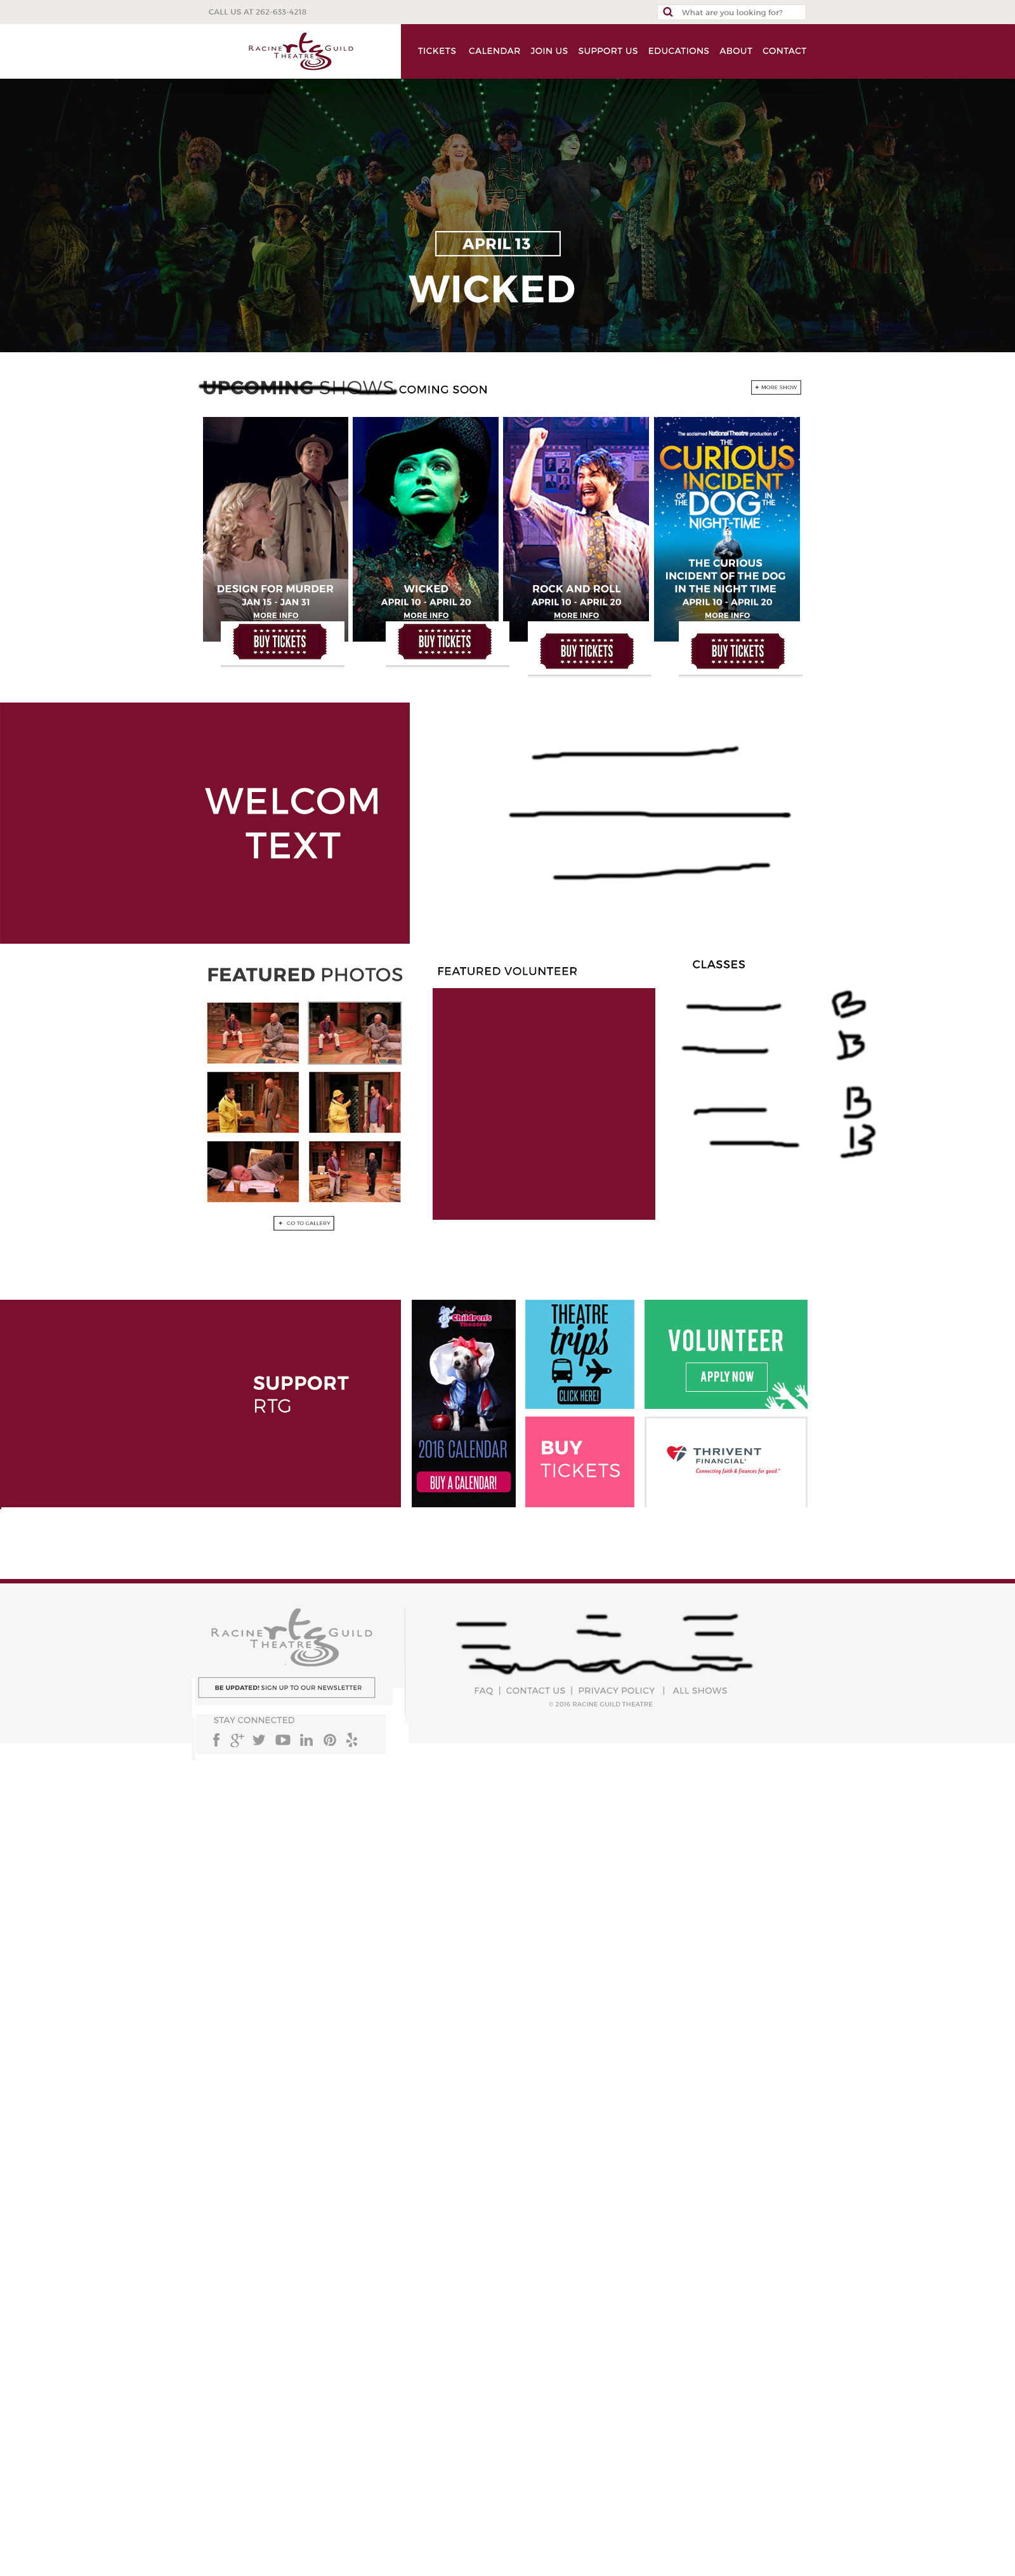 CALL US AT 262-633-4218
What are you looking for?
RACINE rtg GUILD
THEATRE
TICKETS CALENDAR JOIN US SUPPORT US EDUCATIONS ABOUT CONTACT
APRIL 13
WICKED
UPCOMING SHOWS COMING SOON
+ MORE SHOW
DESIGN FOR MURDER
JAN 15 - JAN 31
MORE INFO
BUY TICKETS
WICKED
APRIL 10 - APRIL 20
MORE INFO
BUY TICKETS
ROCK AND ROLL
APRIL 10 - APRIL 20
MORE INFO
BUY TICKETS
The acclaimed National Theatre production of
THE
CURIOUS
INCIDENT
OF THE DOG IN THE
NIGHT-TIME
THE CURIOUS
INCIDENT OF THE DOG
IN THE NIGHT TIME
APRIL 10 - APRIL 20
MORE INFO
BUY TICKETS
WELCOM
TEXT
FEATURED PHOTOS
+ GO TO GALLERY
FEATURED VOLUNTEER
CLASSES
B
B
B
B
SUPPORT
RTG
Children's
Theatre
2016 CALENDAR
BUY A CALENDAR!
THEATRE
trips
CLICK HERE!
BUY
TICKETS
VOLUNTEER
APPLY NOW
THRIVENT
FINANCIAL®
Connecting faith & finances for good.®
RACINE rtg GUILD
THEATRE
BE UPDATED! SIGN UP TO OUR NEWSLETTER
STAY CONNECTED
FAQ | CONTACT US | PRIVACY POLICY | ALL SHOWS
© 2016 RACINE GUILD THEATRE